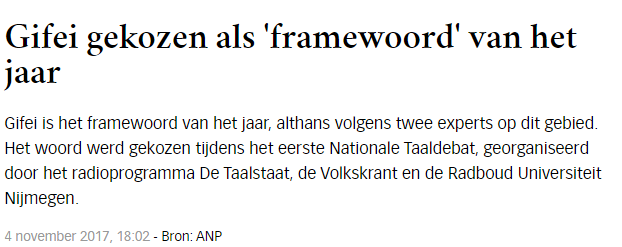 Gifei gekozen als 'framewoord' van het
jaar
Gifei is het framewoord van het jaar, althans volgens twee experts op dit gebied.
Het woord werd gekozen tijdens het eerste Nationale Taaldebat, georganiseerd
door het radioprogramma De Taalstaat, de Volkskrant en de Radboud Universiteit
Nijmegen.
4 november 2017, 18:02 - Bron: ANP